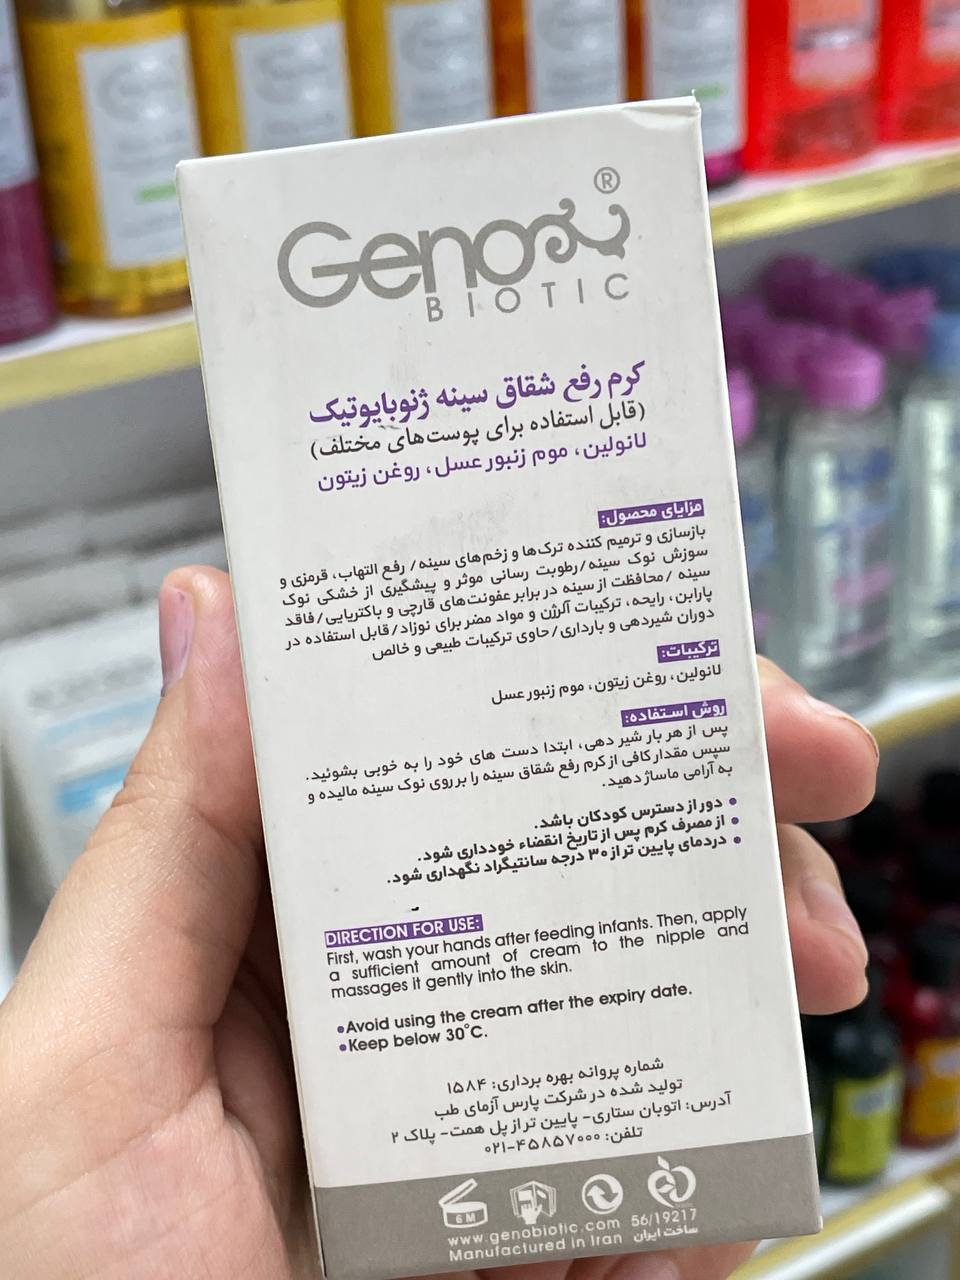 Geno
®
BIOTIC
کرم رفع شقاق سینه ژنوبایوتیک
(قابل استفاده برای پوست‌های مختلف)
لانولین، موم زنبور عسل، روغن زیتون
مزایای محصول:
بازسازی و ترمیم کننده ترک‌ها و زخم‌های سینه/ رفع التهاب، قرمزی و
سوزش نوک سینه/رطوبت رسانی موثر و پیشگیری از خشکی نوک
سینه /محافظت از سینه در برابر عفونت‌های قارچی و باکتریایی/فاقد
پارابن، رایحه، ترکیبات آلرژن و مواد مضر برای نوزاد/قابل استفاده در
دوران شیردهی و بارداری/حاوی ترکیبات طبیعی و خالص
ترکیبات:
لانولین، روغن زیتون، موم زنبور عسل
روش استفاده:
پس از هر بار شیر دهی، ابتدا دست های خود را به خوبی بشوئید.
سپس مقدار کافی از کرم رفع شقاق سینه را بر روی نوک سینه مالیده و
به آرامی ماساژ دهید.
• دور از دسترس کودکان باشد.
• از مصرف کرم پس از تاریخ انقضاء خودداری شود.
• در دمای پایین تر از ۳۰ درجه سانتیگراد نگهداری شود.
DIRECTION FOR USE:
First, wash your hands after feeding infants. Then, apply
a sufficient amount of cream to the nipple and
massages it gently into the skin.
•Avoid using the cream after the expiry date.
•Keep below 30°C.
شماره پروانه بهره برداری: ۱۵۸۴
تولید شده در شرکت پارس آزمای طب
آدرس: اتوبان ستاری- پایین تر از پل همت- پلاک ۲
تلفن: ۰۲۱-۴۵۸۵۷۰۰۰
6 M
www.genobiotic.com 56/19217
Manufactured in Iran ساخت ایران